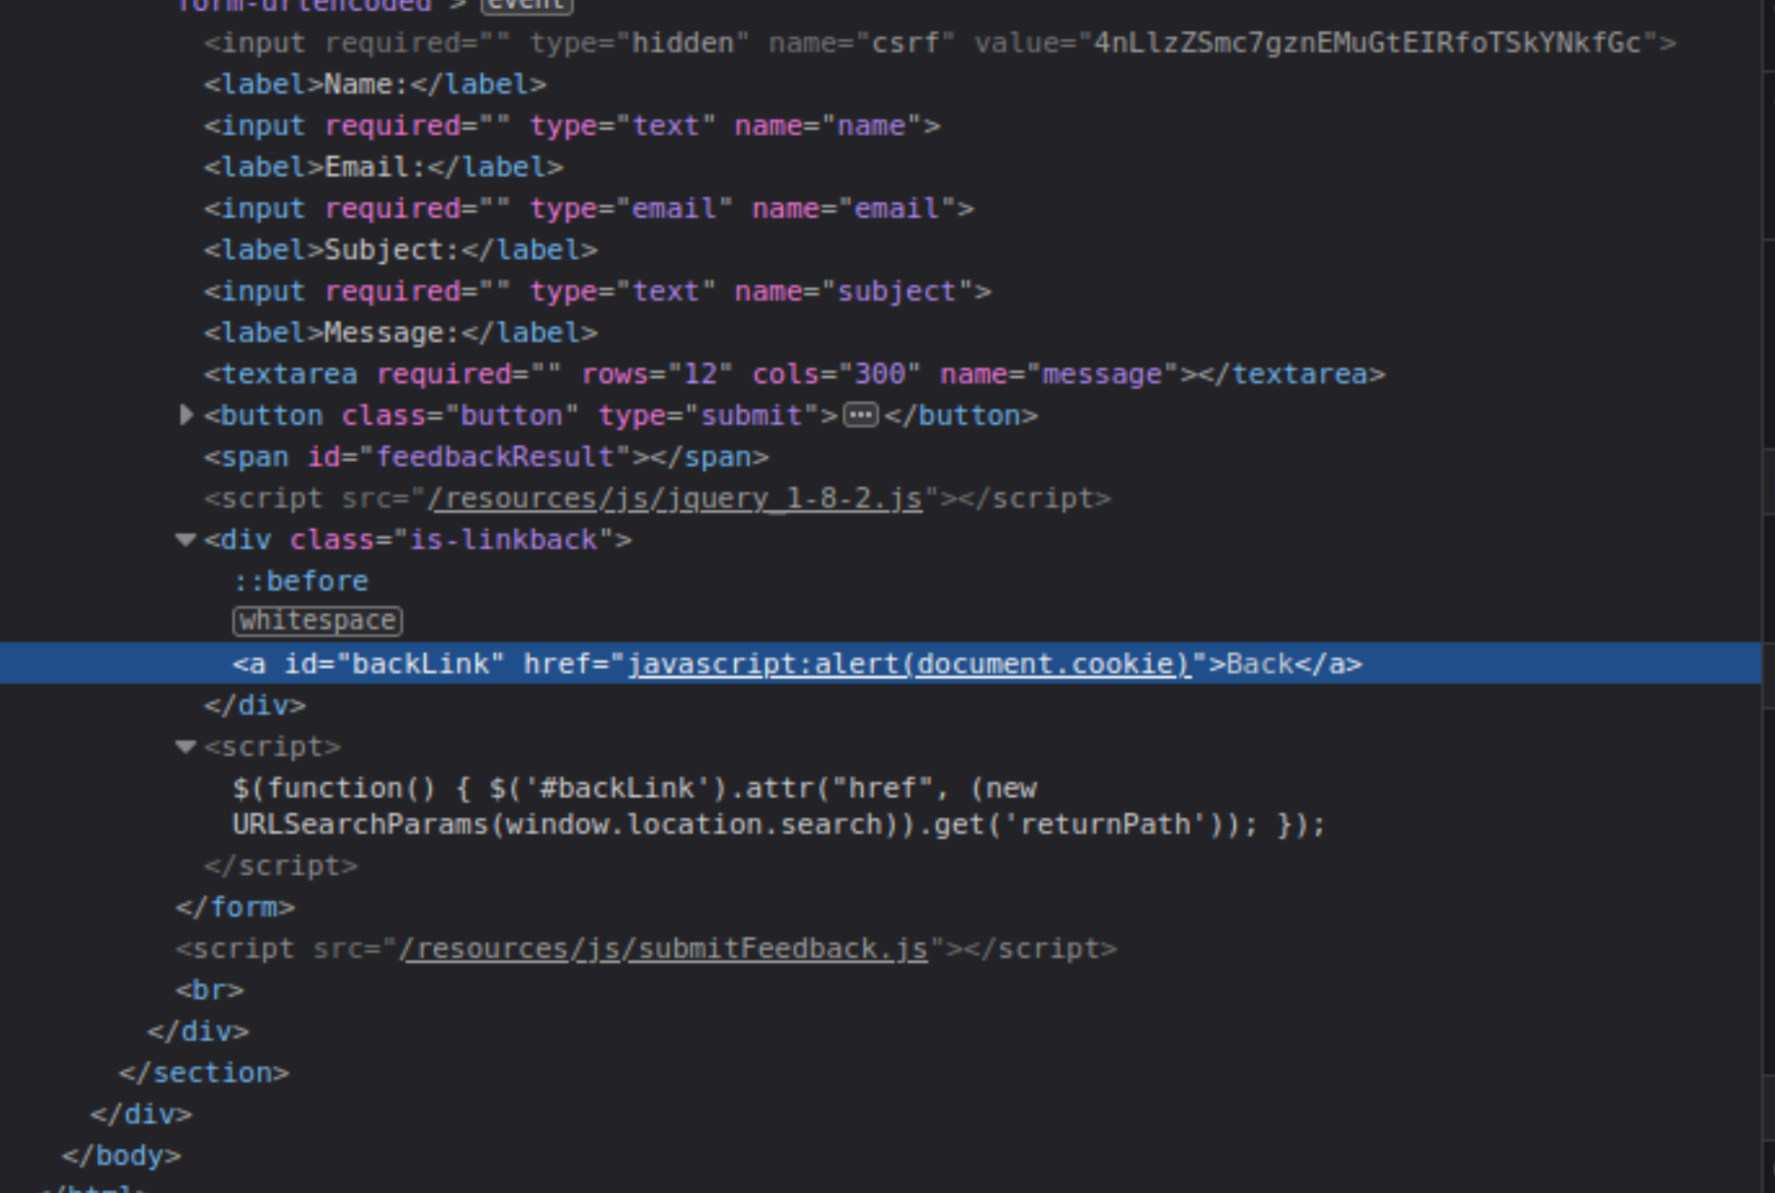 form-urlencoded"> event
<input required="" type="hidden" name="csrf" value="4nLlzZSmc7gznEMuGtEIRfoTSkYNkfGc">
<label>Name:</label>
<input required="" type="text" name="name">
<label>Email:</label>
<input required="" type="email" name="email">
<label>Subject:</label>
<input required="" type="text" name="subject">
<label>Message:</label>
<textarea required="" rows="12" cols="300" name="message"></textarea>
<button class="button" type="submit">…</button>
<span id="feedbackResult"></span>
<script src="/resources/js/jquery_1-8-2.js"></script>
<div class="is-linkback">
::before
whitespace
<a id="backLink" href="javascript:alert(document.cookie)">Back</a>
</div>
<script>
$(function() { $('#backLink').attr("href", (new
URLSearchParams(window.location.search)).get('returnPath')); });
</script>
</form>
<script src="/resources/js/submitFeedback.js"></script>
<br>
</div>
</section>
</div>
</body>
</html>